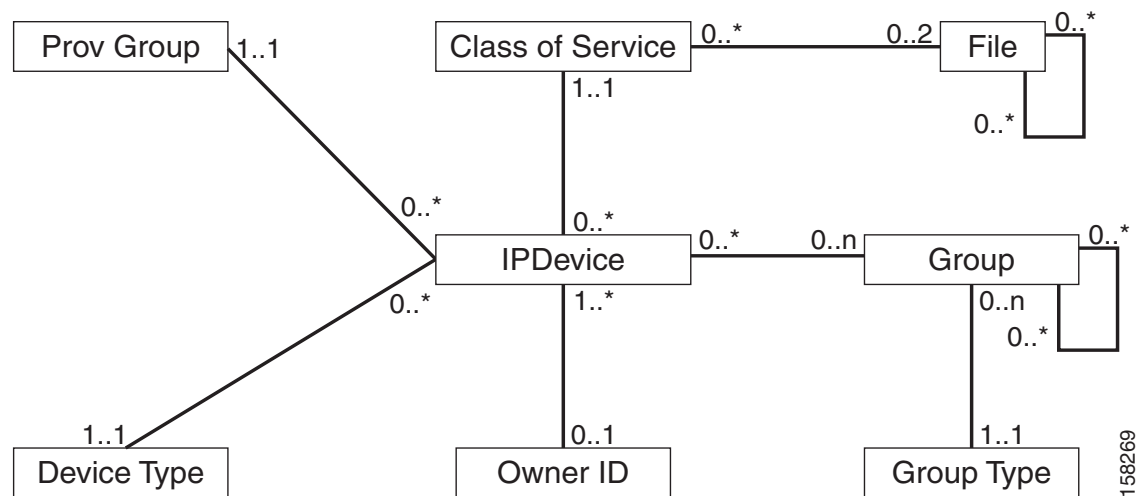 Prov Group
1..1
Class of Service
0..*
0..2
File
0..*
1..1
0..*
0..*
0..*
IPDevice
0..*
0..n
Group
0..*
0..*
1..*
0..n
0..*
1..1
Device Type
0..1
Owner ID
1..1
Group Type
158269